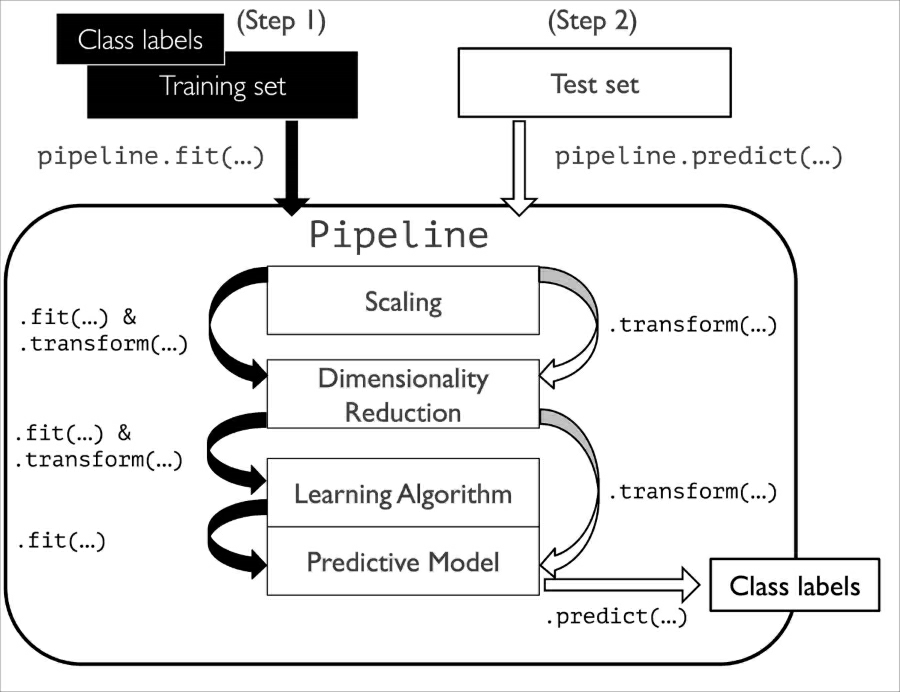 (Step 1)
Class labels
Training set
(Step 2)
Test set
pipeline.fit(…)
pipeline.predict(…)
Pipeline
Scaling
.fit(…) &
.transform(…)
.transform(…)
Dimensionality
Reduction
.fit(…) &
.transform(…)
Learning Algorithm
.transform(…)
.fit(…)
Predictive Model
Class labels
.predict(…)